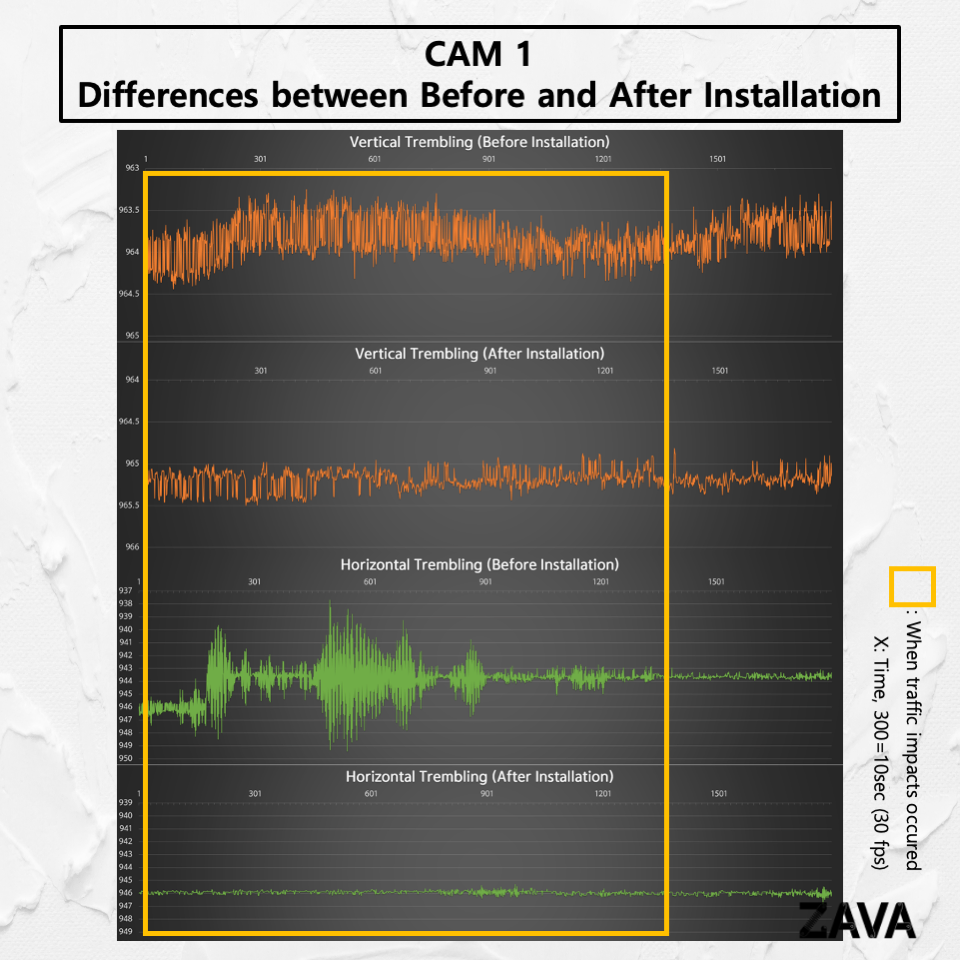 CAM 1
Differences between Before and After Installation
Vertical Trembling (Before Installation)
1 301 601 901 1201 1501
963
963.5
964
964.5
965
Vertical Trembling (After Installation)
301 601 901 1201 1501
964
964.5
965
965.5
966
Horizontal Trembling (Before Installation)
1 301 601 901 1201 1501
937
938
939
940
941
942
943
944
945
946
947
948
949
950
Horizontal Trembling (After Installation)
1 301 601 901 1201 1501
939
940
941
942
943
944
945
946
947
948
949
: When traffic impacts occured
X: Time, 300=10sec (30 fps)
ZAVA